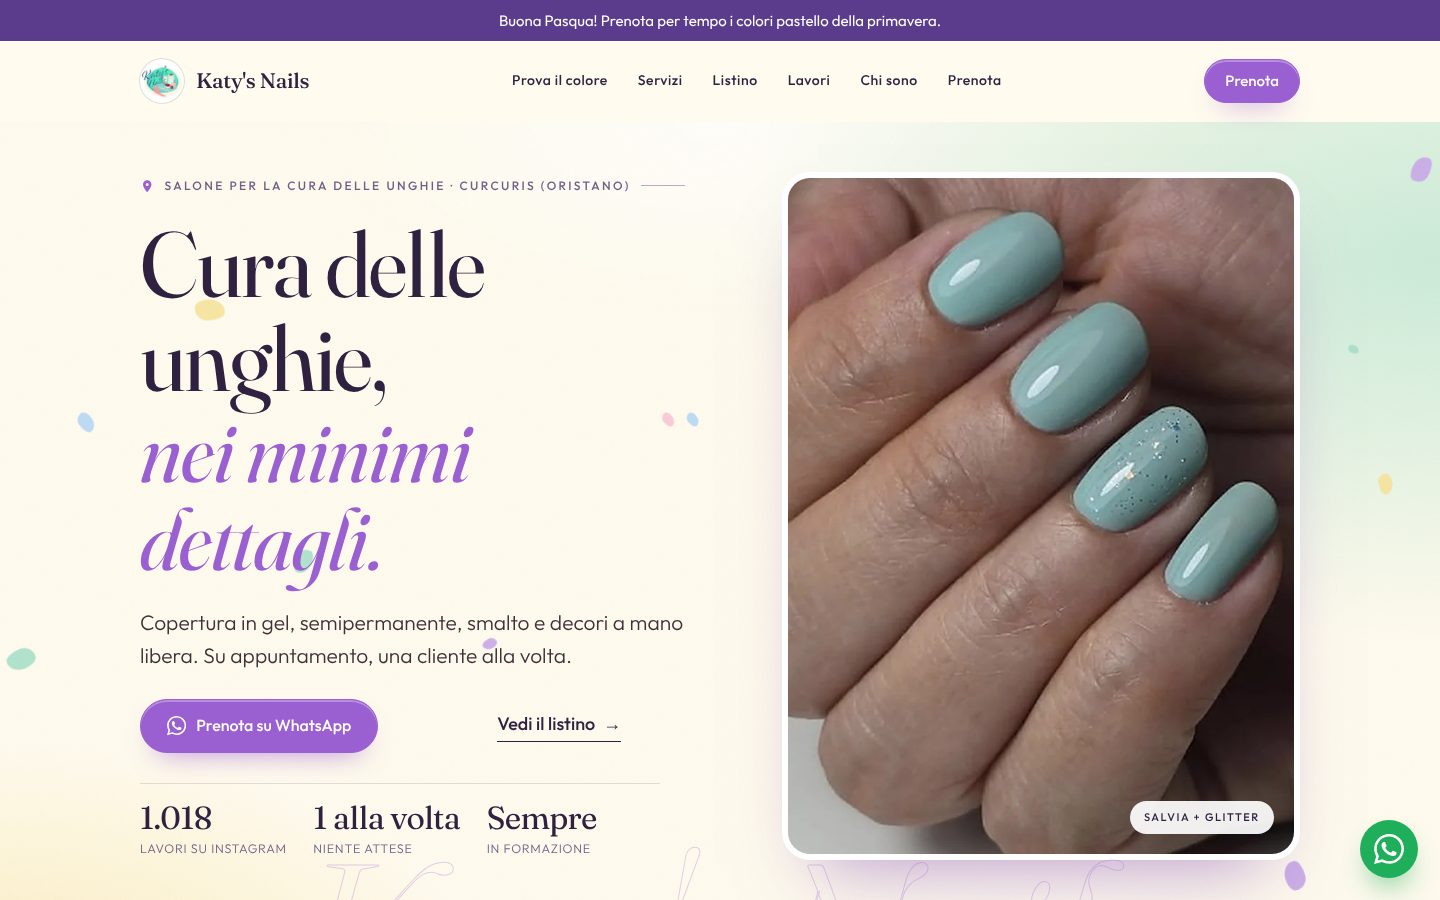 Buona Pasqua! Prenota per tempo i colori pastello della primavera.
Katy's Nails
Prova il colore
Servizi
Listino
Lavori
Chi sono
Prenota
Prenota
SALONE PER LA CURA DELLE UNGHIE · CURCURIS (ORISTANO)
Cura delle
unghie,
nei minimi
dettagli.
Copertura in gel, semipermanente, smalto e decori a mano
libera. Su appuntamento, una cliente alla volta.
Prenota su WhatsApp
Vedi il listino →
1.018
LAVORI SU INSTAGRAM
1 alla volta
NIENTE ATTESE
Sempre
IN FORMAZIONE
SALVIA + GLITTER